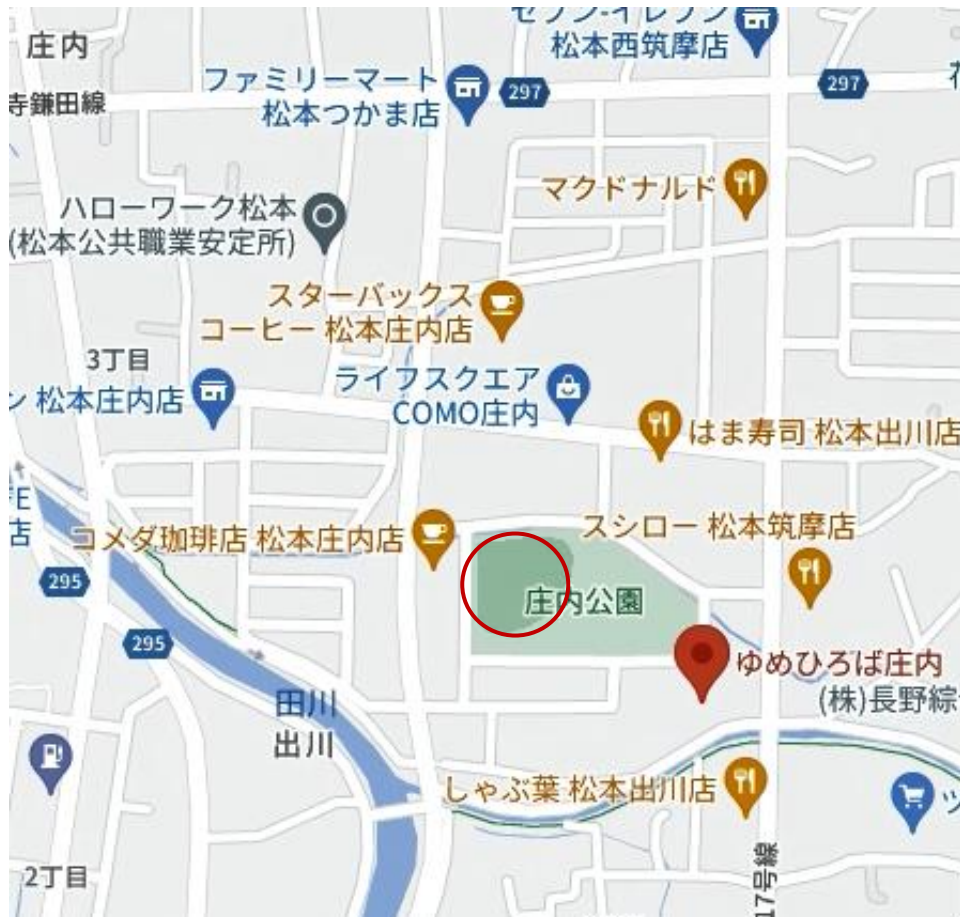 セブン-イレブン
松本西筑摩店
庄内
ファミリーマート
松本つかま店
297
297
寺鎌田線
マクドナルド
ハローワーク松本
(松本公共職業安定所)
スターバックス
コーヒー 松本庄内店
3丁目
ライフスクエア
COMO庄内
ン 松本庄内店
はま寿司 松本出川店
店
コメダ珈琲店 松本庄内店
スシロー 松本筑摩店
295
庄内公園
295
ゆめひろば庄内
(株)長野綜
田川
出川
しゃぶ葉 松本出川店
ツ
2丁目
17号線